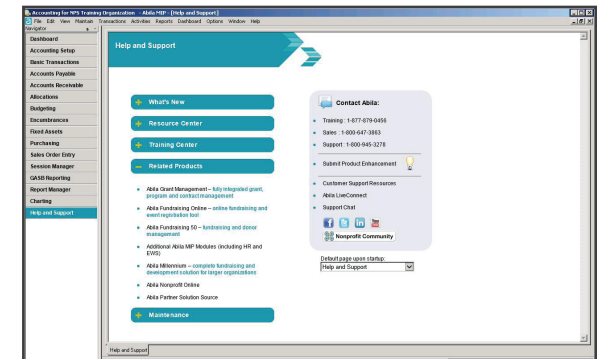 Accounting for NPS Training Organization - Abila MIP - [Help and Support]
File Edit View Maintain Transactions Activities Reports Dashboard Options Window Help
Navigator
Dashboard
Accounting Setup
Basic Transactions
Accounts Payable
Accounts Receivable
Allocations
Budgeting
Encumbrances
Fixed Assets
Purchasing
Sales Order Entry
Session Manager
GASB Reporting
Report Manager
Charting
Help and Support
Help and Support
What's New
Resource Center
Training Center
Related Products
Abila Grant Management – fully integrated grant,
program and contract management
Abila Fundraising Online – online fundraising and
event registration tool
Abila Fundraising 50 – fundraising and donor
management
Additional Abila MIP Modules (including HR and
EWS)
Abila Millennium – complete fundraising and
development solution for larger organizations
Abila Nonprofit Online
Abila Partner Solution Source
Maintenance
Contact Abila:
Training : 1-877-879-0456
Sales : 1-800-647-3863
Support : 1-800-945-3278
Submit Product Enhancement
Customer Support Resources
Abila LiveConnect
Support Chat
Nonprofit Community
Default page upon startup:
Help and Support
Help and Support